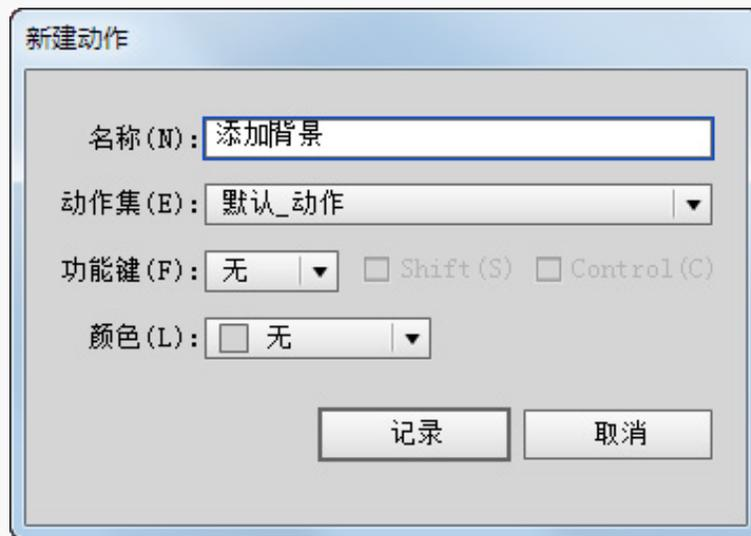 新建动作
名称(N): 添加背景
动作集(E): 默认_动作
功能键(F): 无 Shift(S) Control(C)
颜色(L): 无
记录 取消